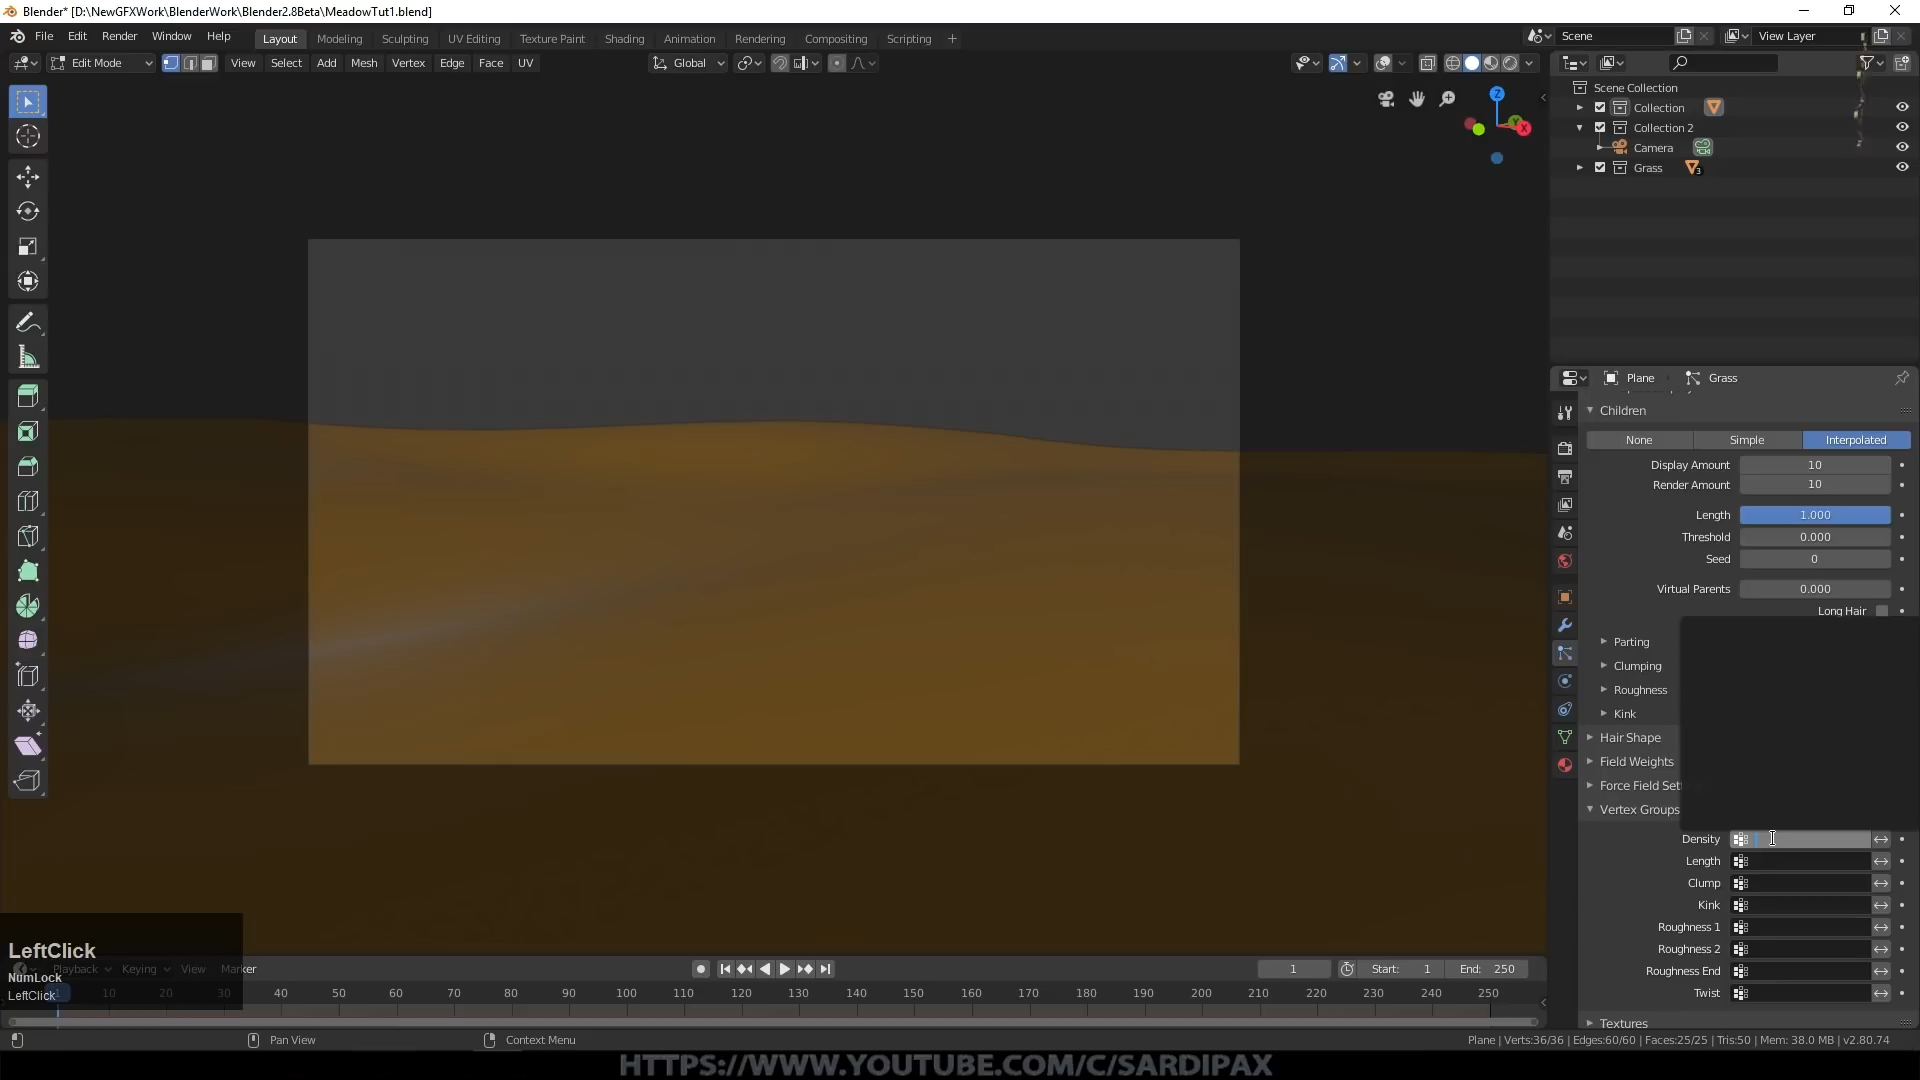 Blender* [D:\NewGFXWork\BlenderWork\Blender2.8Beta\MeadowTut1.blend]
File Edit Render Window Help Layout Modeling Sculpting UV Editing Texture Paint Shading Animation Rendering Compositing Scripting + Scene View Layer
Edit Mode View Select Add Mesh Vertex Edge Face UV Global
Scene Collection
Collection
Collection 2
Camera
Grass 3
Z
Y
X
Plane Grass
Children
None Simple Interpolated
Display Amount 10
Render Amount 10
Length 1.000
Threshold 0.000
Seed 0
Virtual Parents 0.000
Long Hair
Parting
Clumping
Roughness
Kink
Hair Shape
Field Weights
Force Field Sett
Vertex Groups
Density
Length
Clump
Kink
Roughness 1
Roughness 2
Roughness End
Twist
Textures
LeftClick
NumLock
LeftClick
Playback Keying View Marker 1 Start: 1 End: 250
1 10 20 30 40 50 60 70 80 90 100 110 120 130 140 150 160 170 180 190 200 210 220 230 240 250
Pan View Context Menu Plane | Verts:36/36 | Edges:60/60 | Faces:25/25 | Tris:50 | Mem: 38.0 MB | v2.80.74
HTTPS://WWW.YOUTUBE.COM/C/SARDIPAX